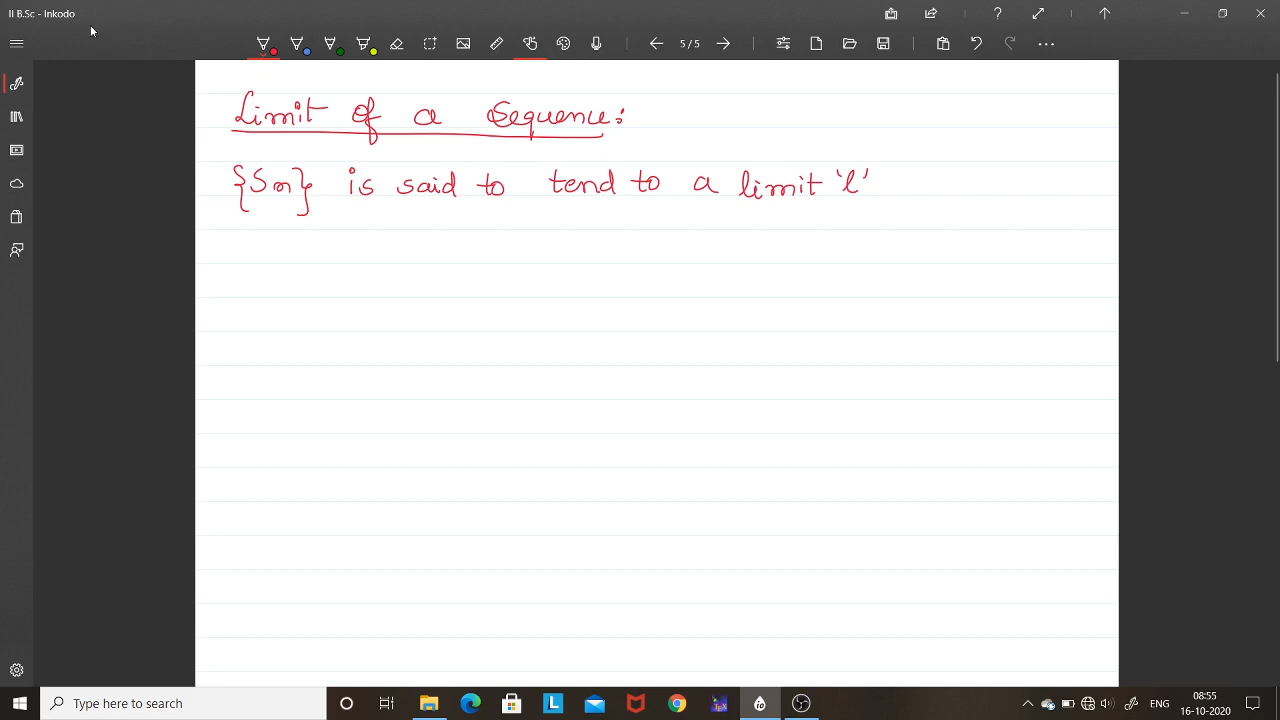 II B.Sc - Inkodo
5/5
Limit of a Sequence:
{Sn} is said to tend to a limit 'l'
Type here to search
L
TEX
ENG
08:55
16-10-2020